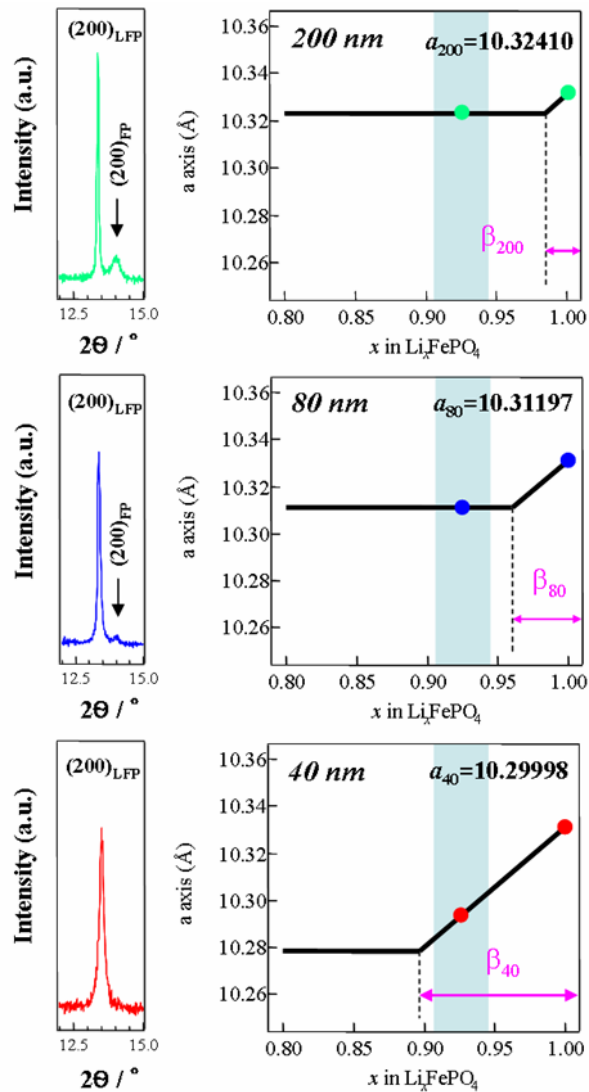 (200)LFP
(200)FP
Intensity (a.u.)
12.5 15.0
2Θ / °
200 nm a200=10.32410
10.36
10.34
10.32
10.30
10.28
10.26
a axis (Å)
β200
0.80 0.85 0.90 0.95 1.00
x in LixFePO4
(200)LFP
(200)FP
Intensity (a.u.)
12.5 15.0
2Θ / °
80 nm a80=10.31197
10.36
10.34
10.32
10.30
10.28
10.26
a axis (Å)
β80
0.80 0.85 0.90 0.95 1.00
x in LixFePO4
(200)LFP
Intensity (a.u.)
12.5 15.0
2Θ / °
40 nm a40=10.29998
10.36
10.34
10.32
10.30
10.28
10.26
a axis (Å)
β40
0.80 0.85 0.90 0.95 1.00
x in LixFePO4